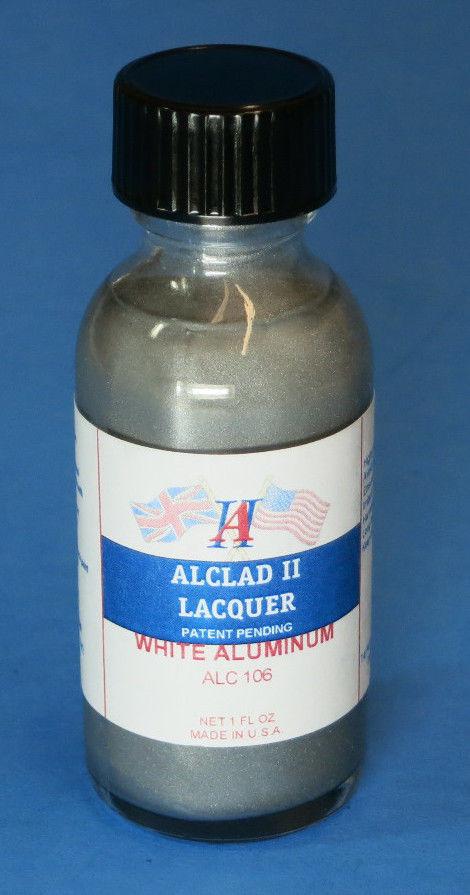 ALCLAD II
LACQUER
PATENT PENDING
WHITE ALUMINUM
ALC 106
NET 1 FL OZ
MADE IN U.S.A.